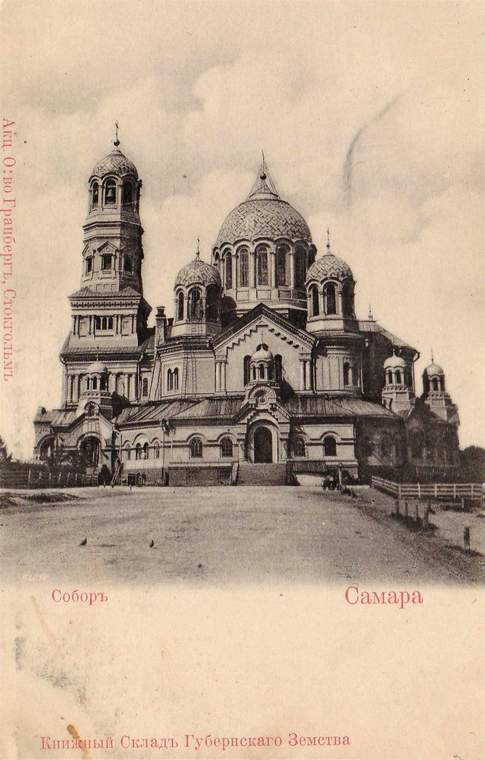 Акц. О:во Гранбергъ, Стокгольмъ
Соборъ
Самара
Книжный Складъ Губернскаго Земства